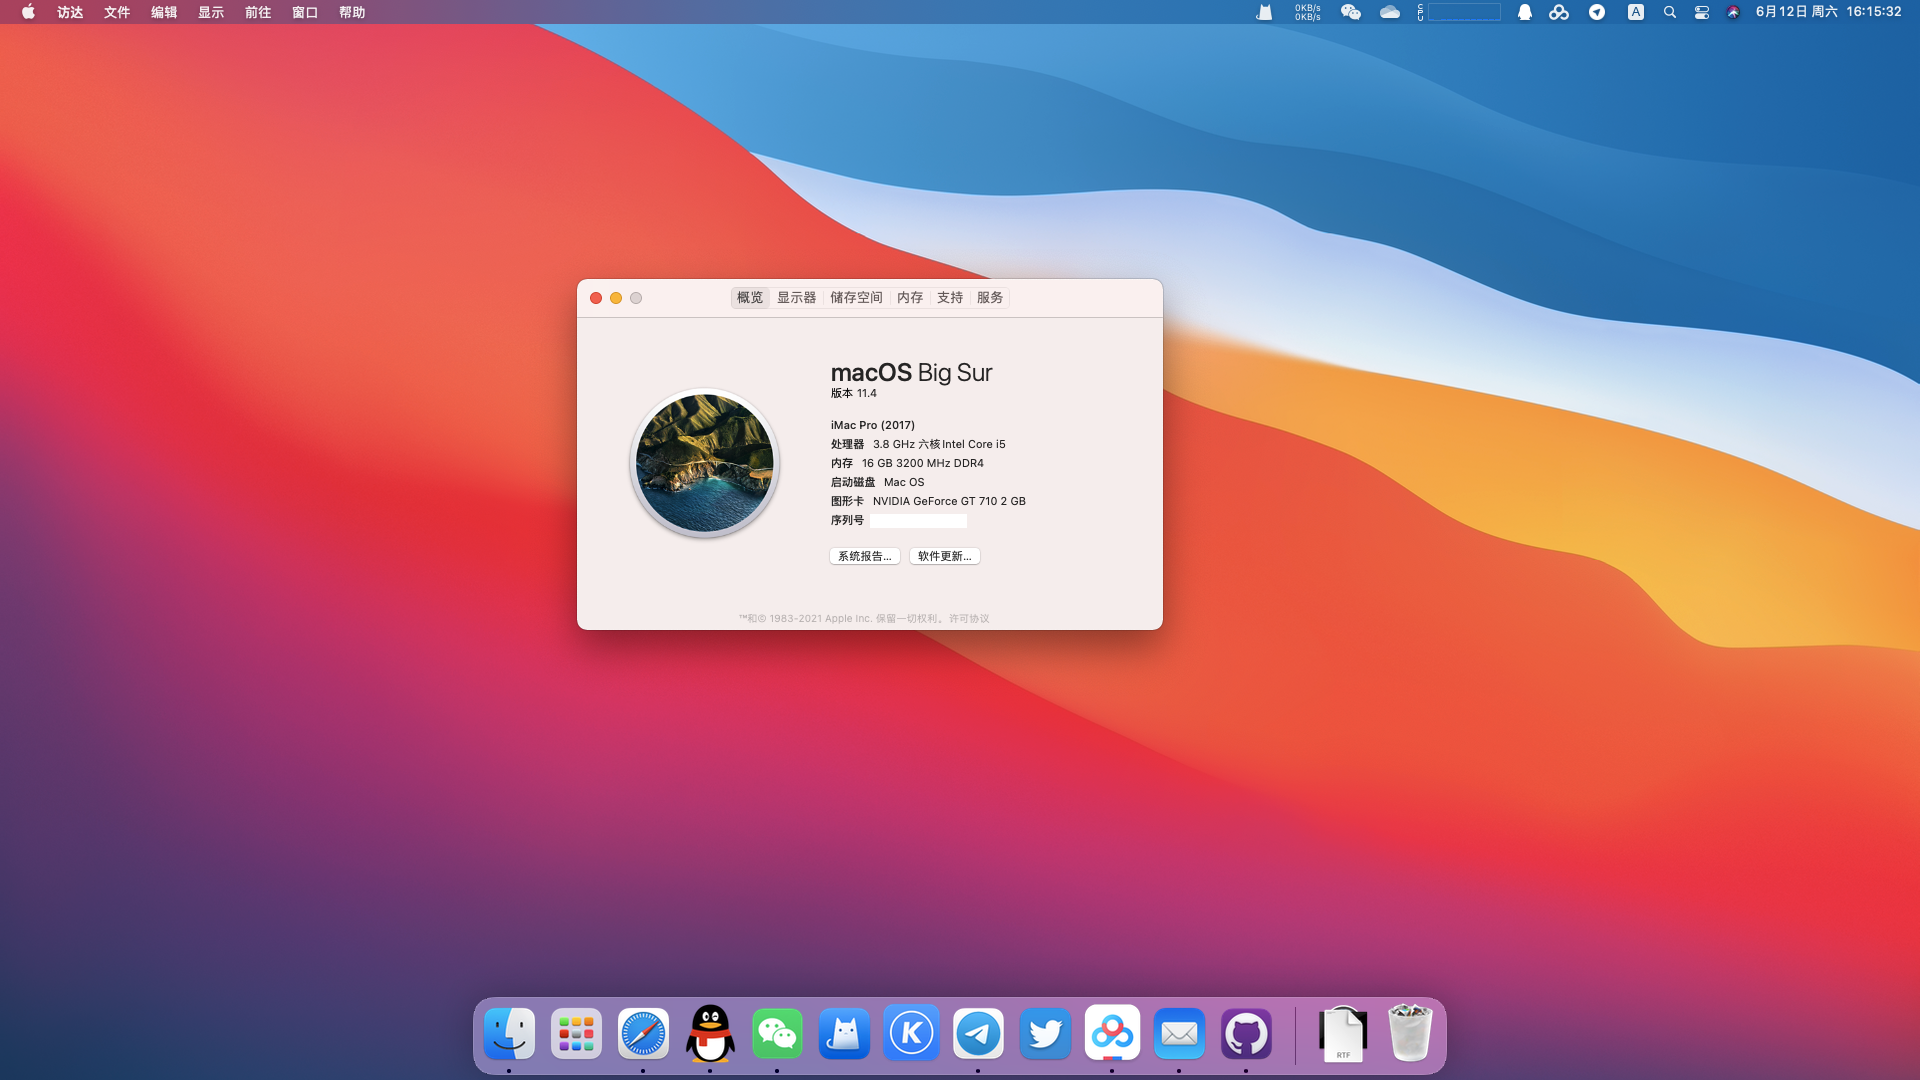 访达 文件 编辑 显示 前往 窗口 帮助 0KB/s CPU A 6月12日 周六 16:15:32
0KB/s
概览 显示器 储存空间 内存 支持 服务
macOS Big Sur
版本 11.4
iMac Pro (2017)
处理器 3.8 GHz 六核Intel Core i5
内存 16 GB 3200 MHz DDR4
启动磁盘 Mac OS
图形卡 NVIDIA GeForce GT 710 2 GB
序列号
系统报告... 软件更新...
™和© 1983-2021 Apple Inc. 保留一切权利。许可协议
K
RTF